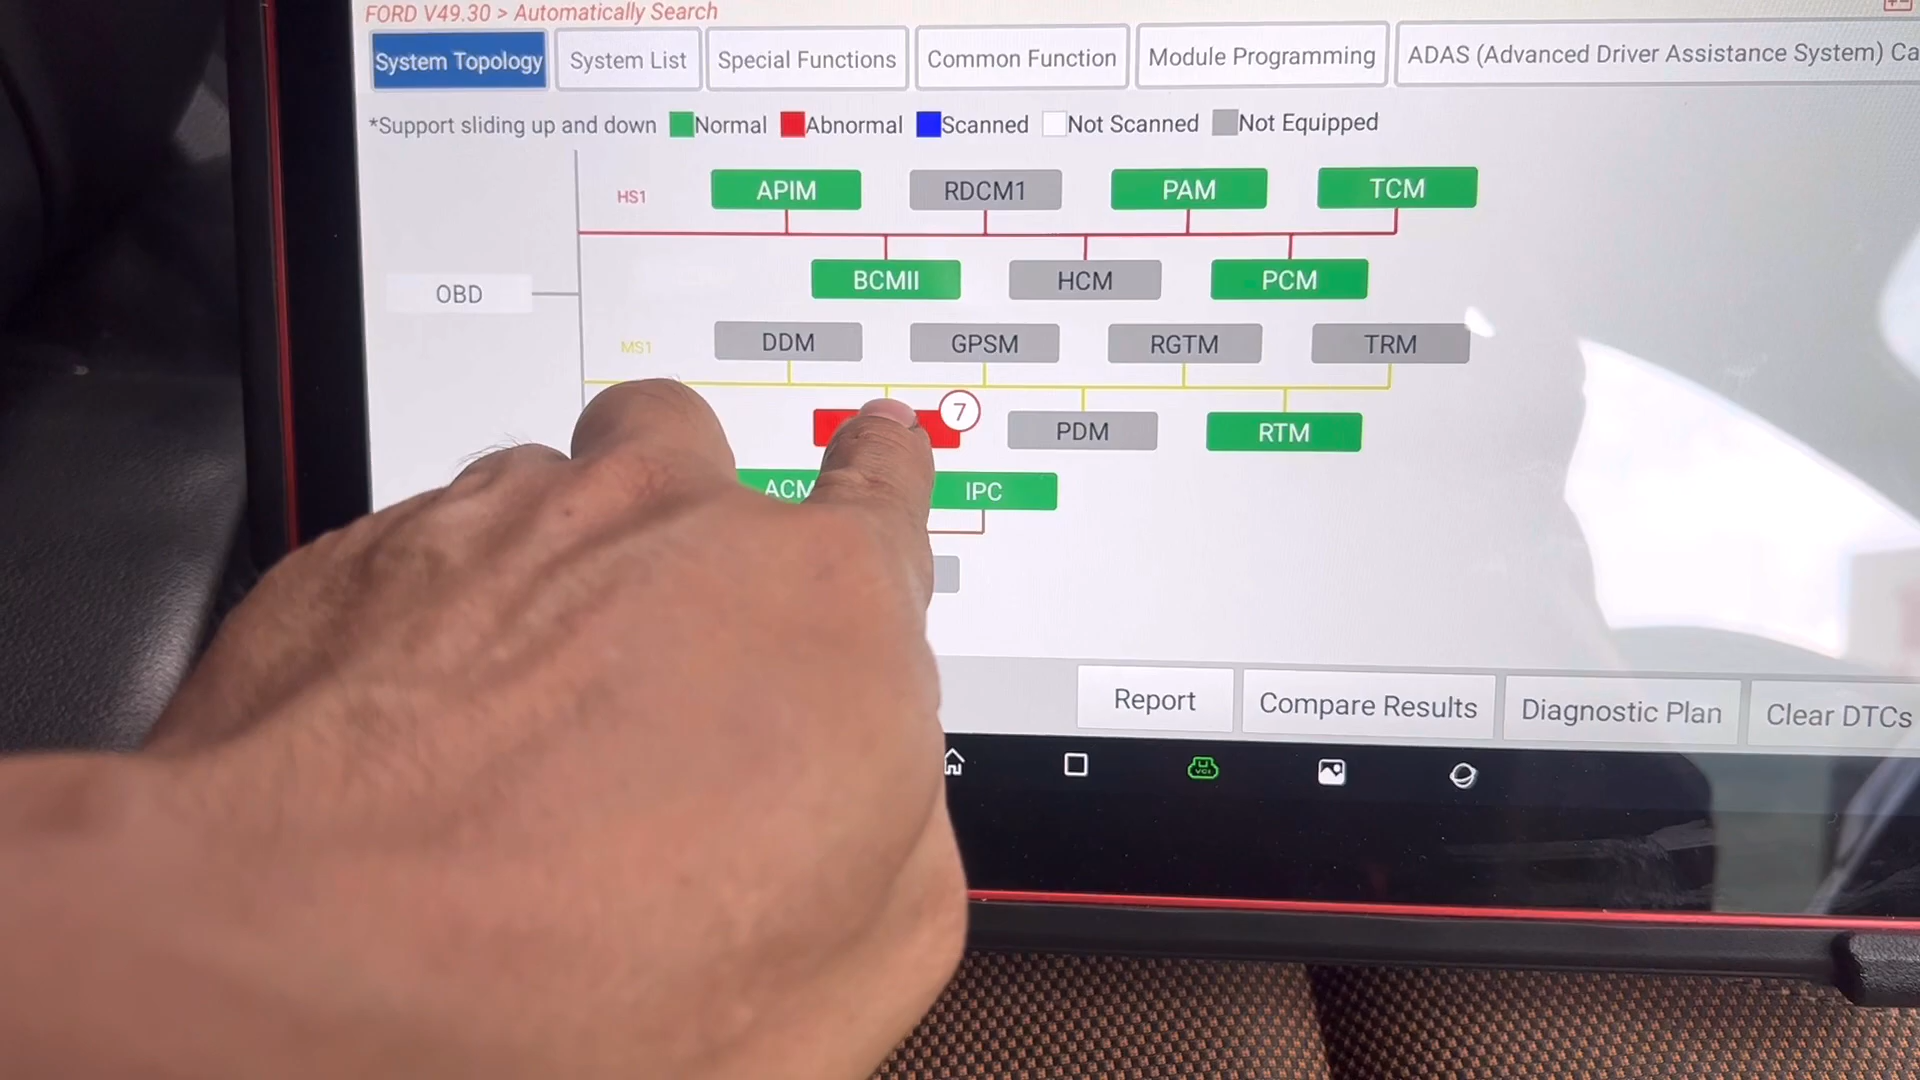 FORD V49.30 > Automatically Search
System Topology System List Special Functions Common Function Module Programming ADAS (Advanced Driver Assistance System) Ca
*Support sliding up and down Normal Abnormal Scanned Not Scanned Not Equipped
HS1 APIM RDCM1 PAM TCM
OBD BCMII HCM PCM
MS1 DDM GPSM RGTM TRM
7 PDM RTM
ACM IPC
Report Compare Results Diagnostic Plan Clear DTCs
VCI